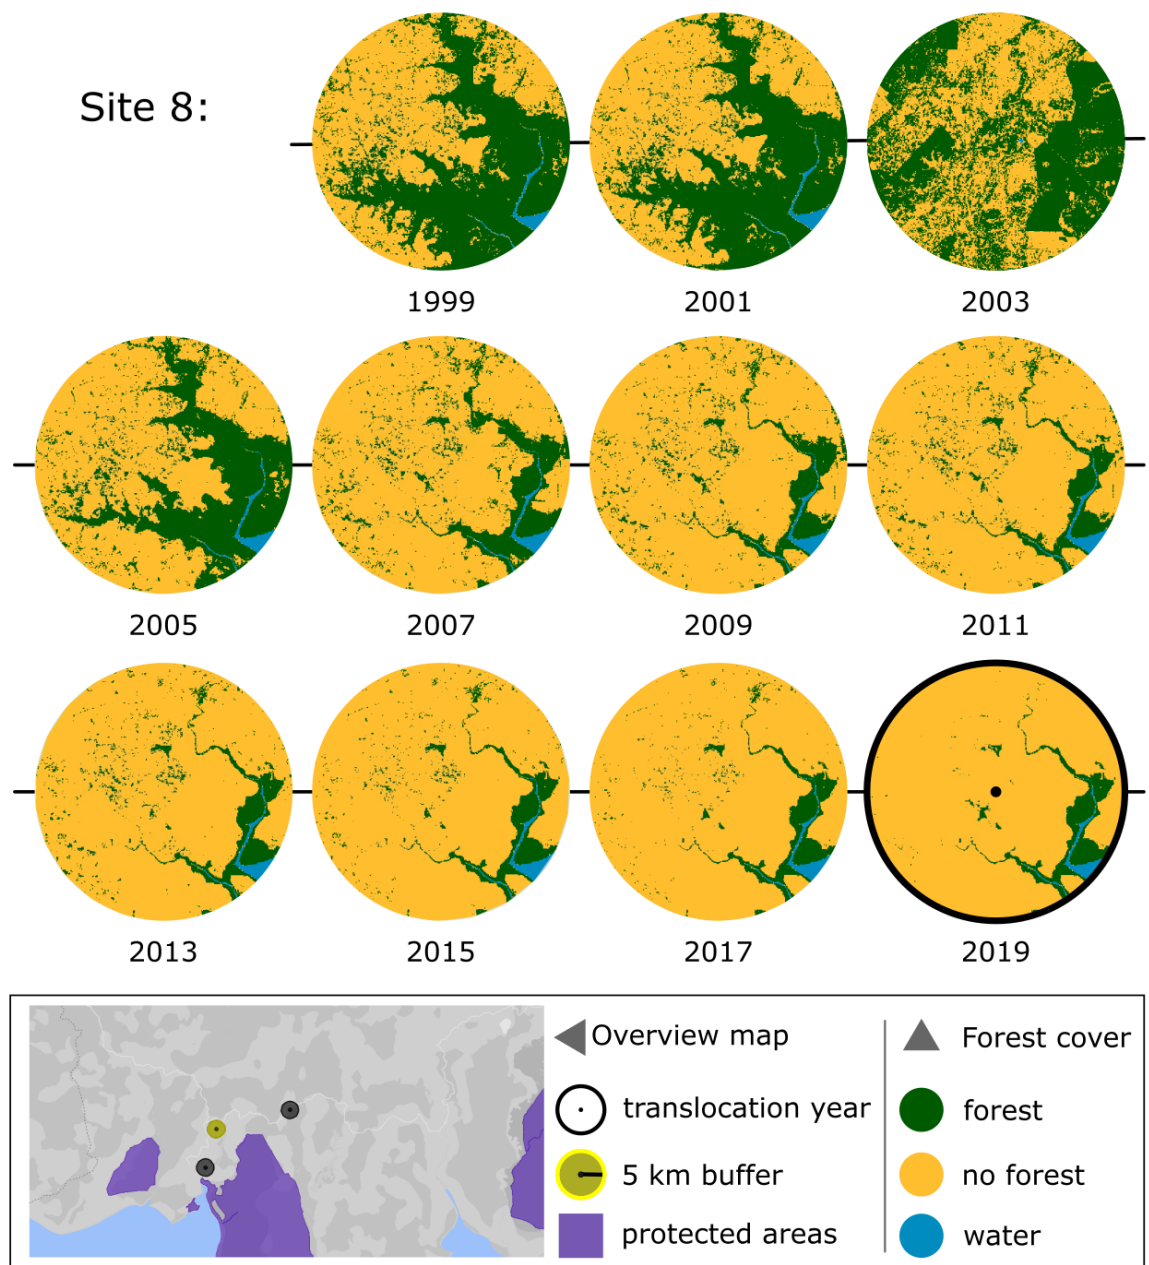 Site 8:
1999
2001
2003
2005
2007
2009
2011
2013
2015
2017
2019
Overview map
translocation year
5 km buffer
protected areas
Forest cover
forest
no forest
water